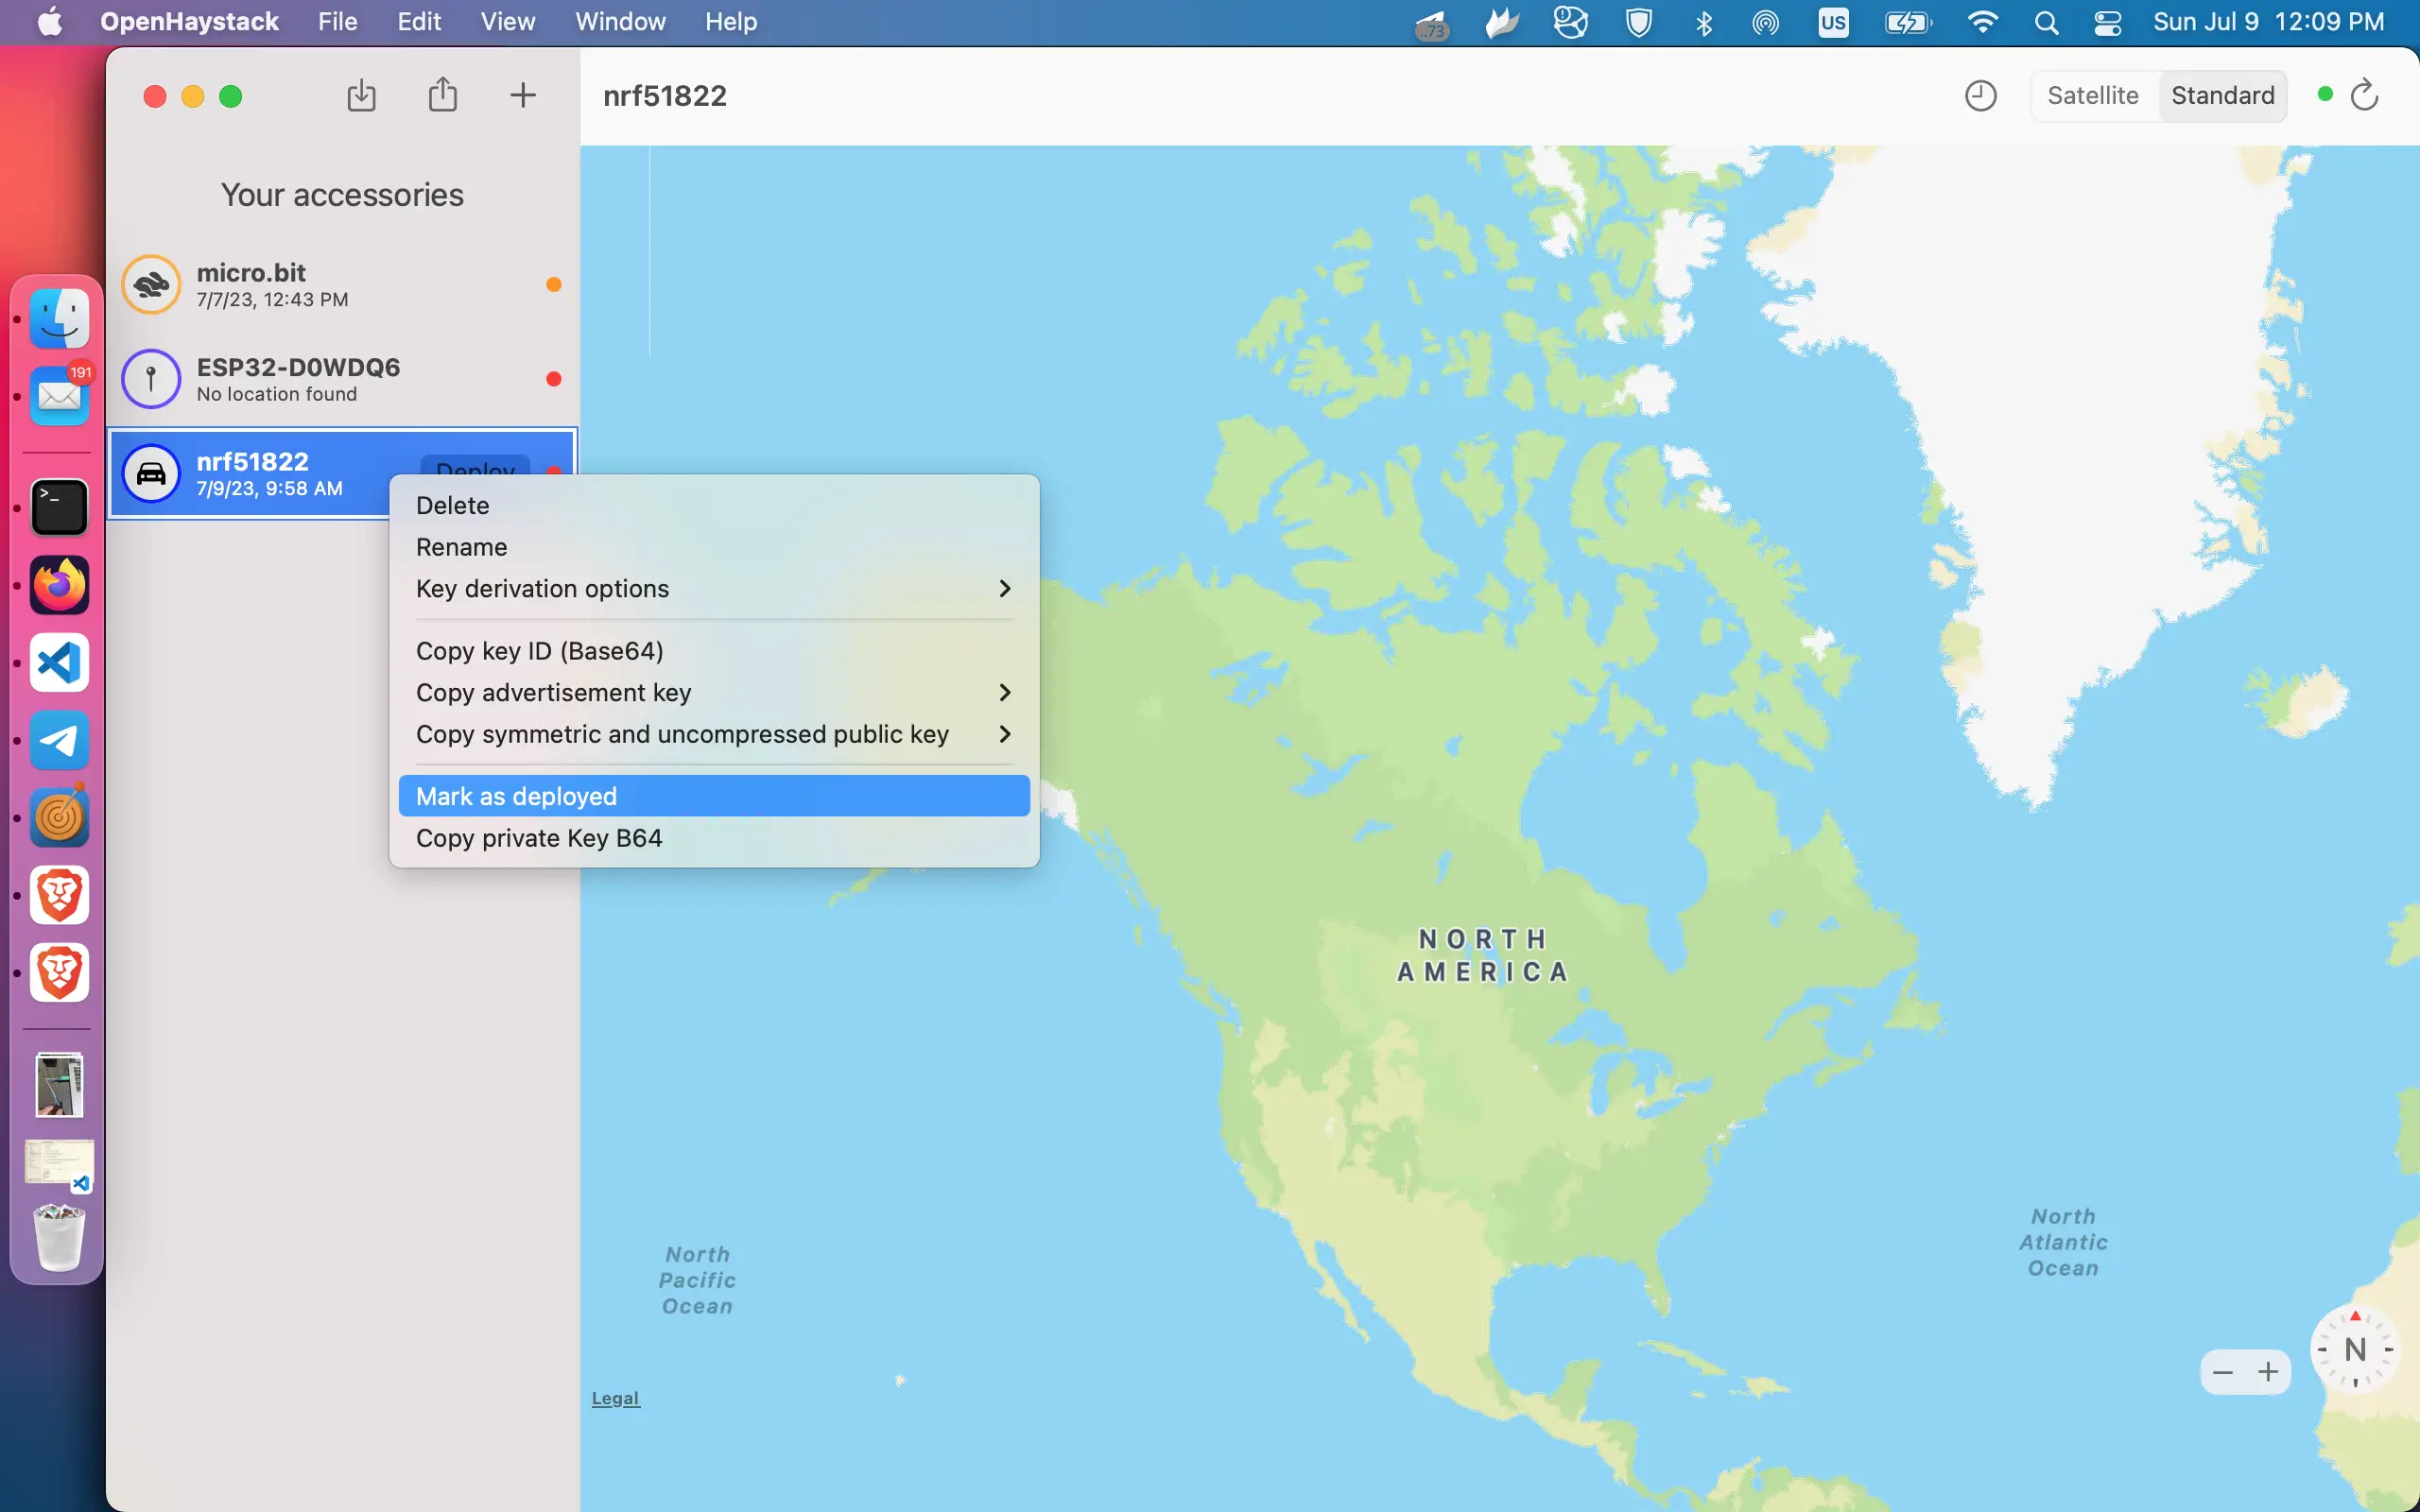 OpenHaystack File Edit View Window Help
..73 US Sun Jul 9 12:09 PM
nrf51822
Satellite Standard
Your accessories
micro.bit
7/7/23, 12:43 PM
ESP32-D0WDQ6
No location found
nrf51822
Deploy
7/9/23, 9:58 AM
Delete
Rename
Key derivation options
Copy key ID (Base64)
Copy advertisement key
Copy symmetric and uncompressed public key
Mark as deployed
Copy private Key B64
191
>_
NORTH
AMERICA
North
Pacific
Ocean
North
Atlantic
Ocean
N
Legal